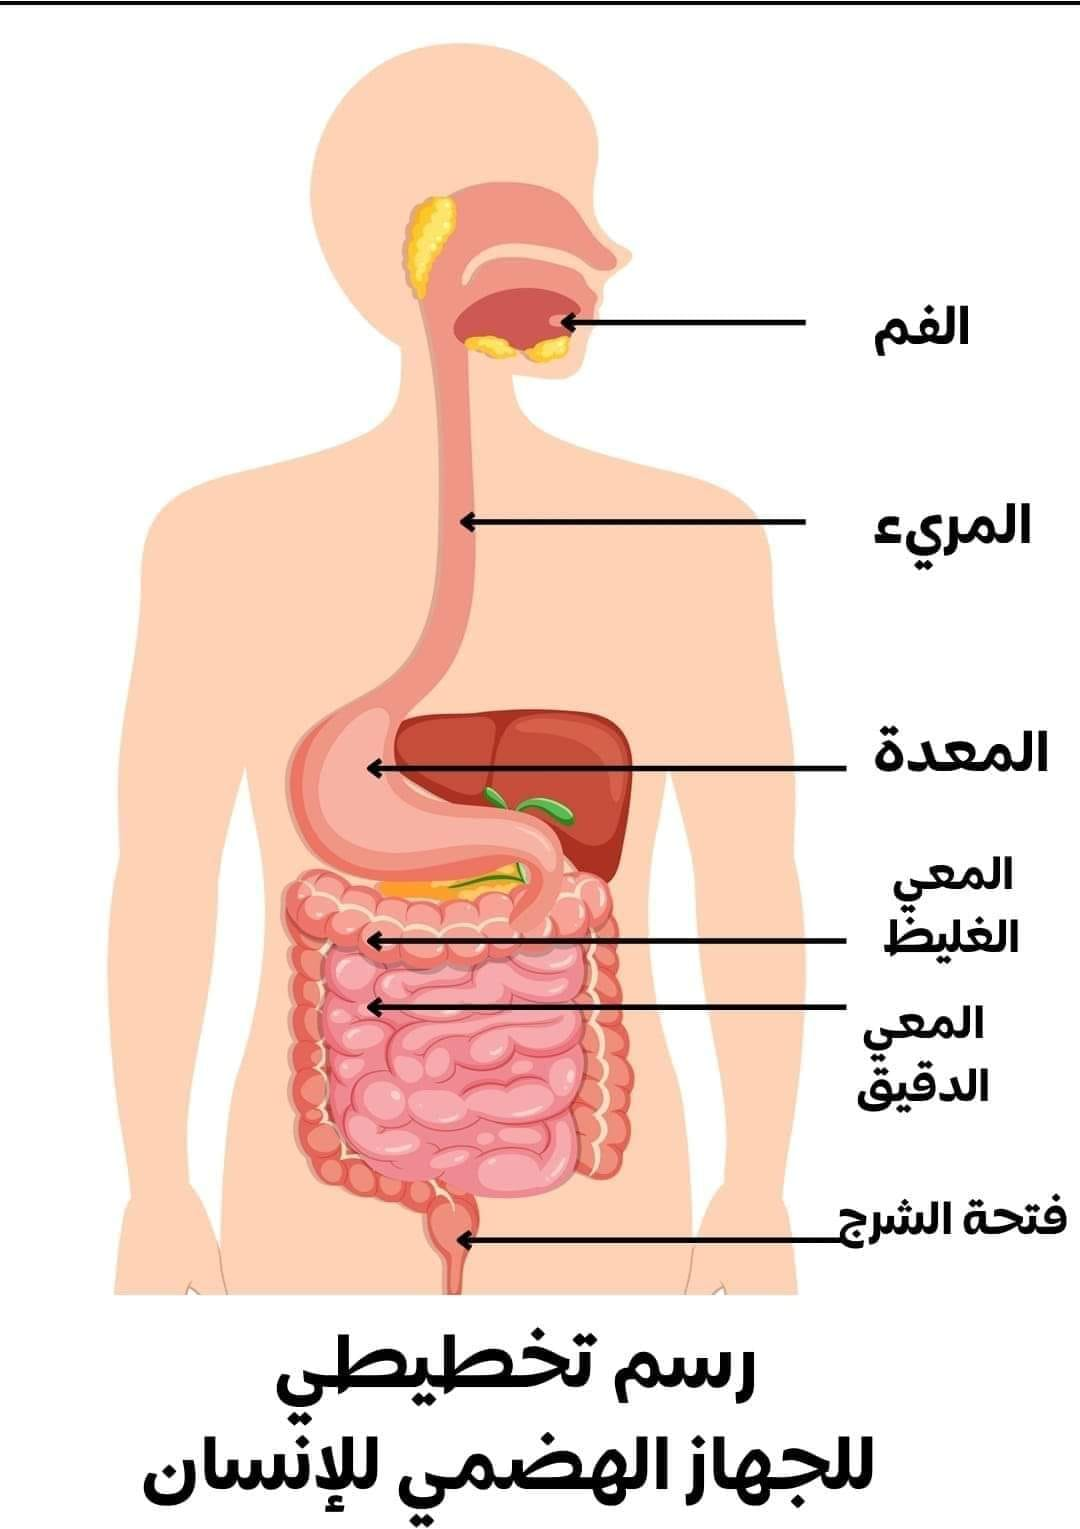 الفم
المريء
المعدة
المعي
الغليظ
المعي
الدقيق
فتحة الشرج
رسم تخطيطي
للجهاز الهضمي للإنسان